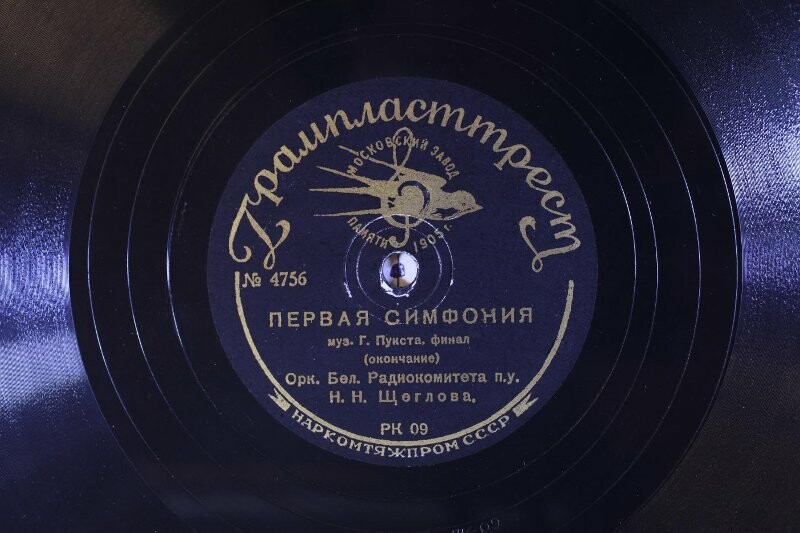 Грампласттрест
МОСКОВСКИЙ ЗАВОД
ПАМЯТИ 1905 г.
№ 4756
ПЕРВАЯ СИМФОНИЯ
муз. Г. Пукста, финал
(окончание)
Орк. Бел. Радиокомитета п.у.
Н. Н. Щеглова.
РК 09
НАРКОМТЯЖПРОМ СССР